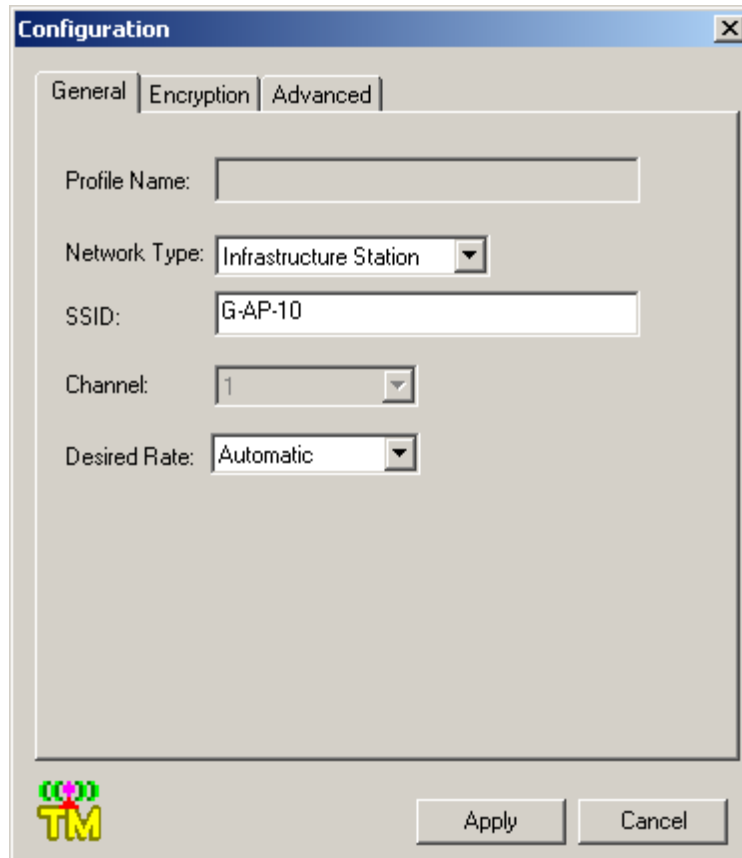 Configuration
General Encryption Advanced
Profile Name:
Network Type: Infrastructure Station
SSID: G-AP-10
Channel: 1
Desired Rate: Automatic
TM
Apply Cancel